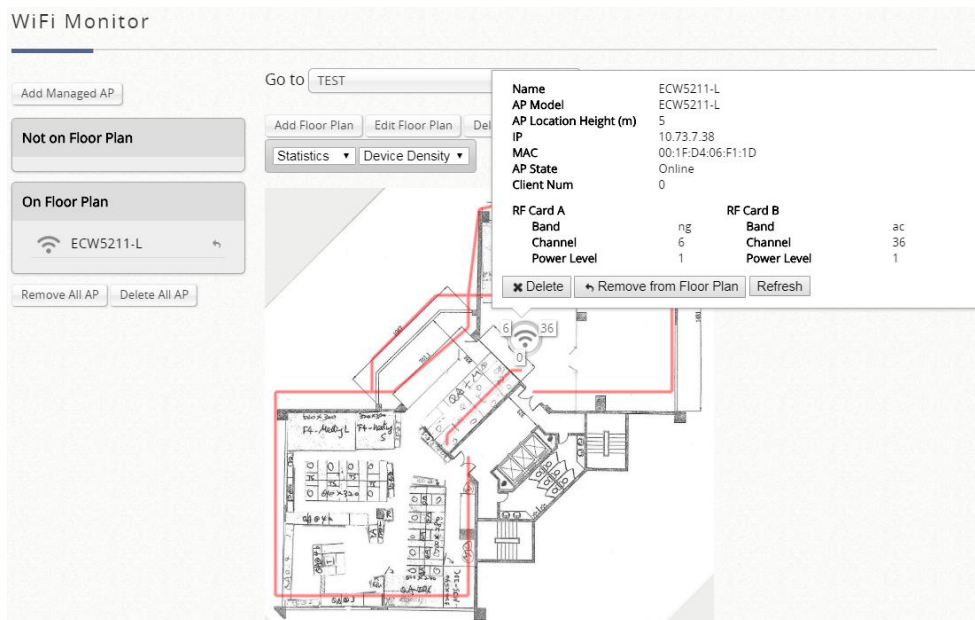 WiFi Monitor
Add Managed AP
Not on Floor Plan
On Floor Plan
ECW5211-L
Remove All AP Delete All AP
Go to TEST
Add Floor Plan Edit Floor Plan Del
Statistics Device Density
Name ECW5211-L
AP Model ECW5211-L
AP Location Height (m) 5
IP 10.73.7.38
MAC 00:1F:D4:06:F1:1D
AP State Online
Client Num 0
RF Card A RF Card B
Band ng Band ac
Channel 6 Channel 36
Power Level 1 Power Level 1
Delete Remove from Floor Plan Refresh
6 36
0